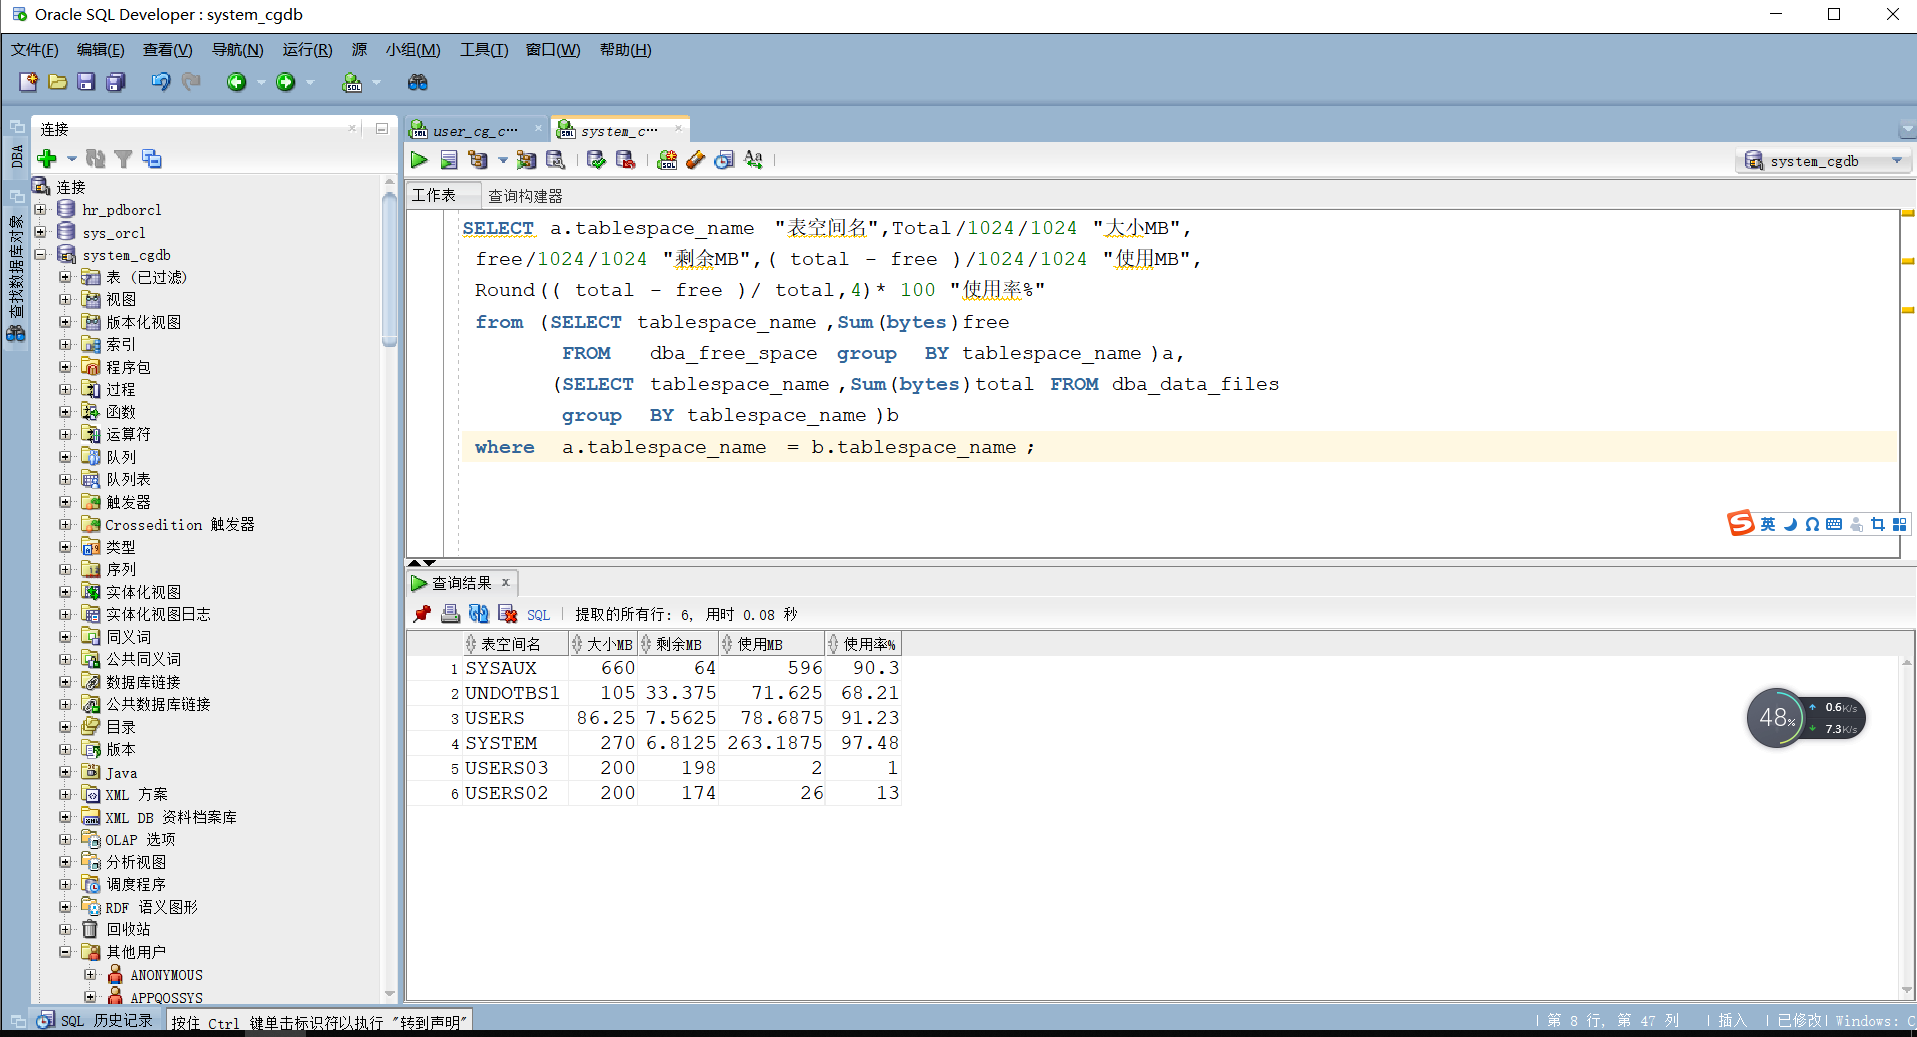 Oracle SQL Developer : system_cgdb
文件(F) 编辑(E) 查看(V) 导航(N) 运行(R) 源 小组(M) 工具(T) 窗口(W) 帮助(H)
DBA
查找数据库对象
连接
连接
hr_pdborcl
sys_orcl
system_cgdb
表 (已过滤)
视图
版本化视图
索引
程序包
过程
函数
运算符
队列
队列表
触发器
Crossedition 触发器
类型
序列
实体化视图
实体化视图日志
同义词
公共同义词
数据库链接
公共数据库链接
目录
版本
Java
XML 方案
XML DB 资料档案库
OLAP 选项
分析视图
调度程序
RDF 语义图形
回收站
其他用户
ANONYMOUS
APPQOSSYS
user_cg_c… system_c…
system_cgdb
工作表 查询构建器
SELECT a.tablespace_name "表空间名",Total/1024/1024 "大小MB",
free/1024/1024 "剩余MB",( total - free )/1024/1024 "使用MB",
Round(( total - free )/ total,4)* 100 "使用率%"
from (SELECT tablespace_name,Sum(bytes)free
FROM dba_free_space group BY tablespace_name)a,
(SELECT tablespace_name,Sum(bytes)total FROM dba_data_files
group BY tablespace_name)b
where a.tablespace_name = b.tablespace_name;
英
查询结果
SQL 提取的所有行: 6, 用时 0.08 秒
表空间名 大小MB 剩余MB 使用MB 使用率%
1 SYSAUX 660 64 596 90.3
2 UNDOTBS1 105 33.375 71.625 68.21
3 USERS 86.25 7.5625 78.6875 91.23
4 SYSTEM 270 6.8125 263.1875 97.48
5 USERS03 200 198 2 1
6 USERS02 200 174 26 13
48%
0.6K/s
7.3K/s
SQL 历史记录 按住 Ctrl 键单击标识符以执行 "转到声明"
第 8 行, 第 47 列 插入 已修改 Windows: C